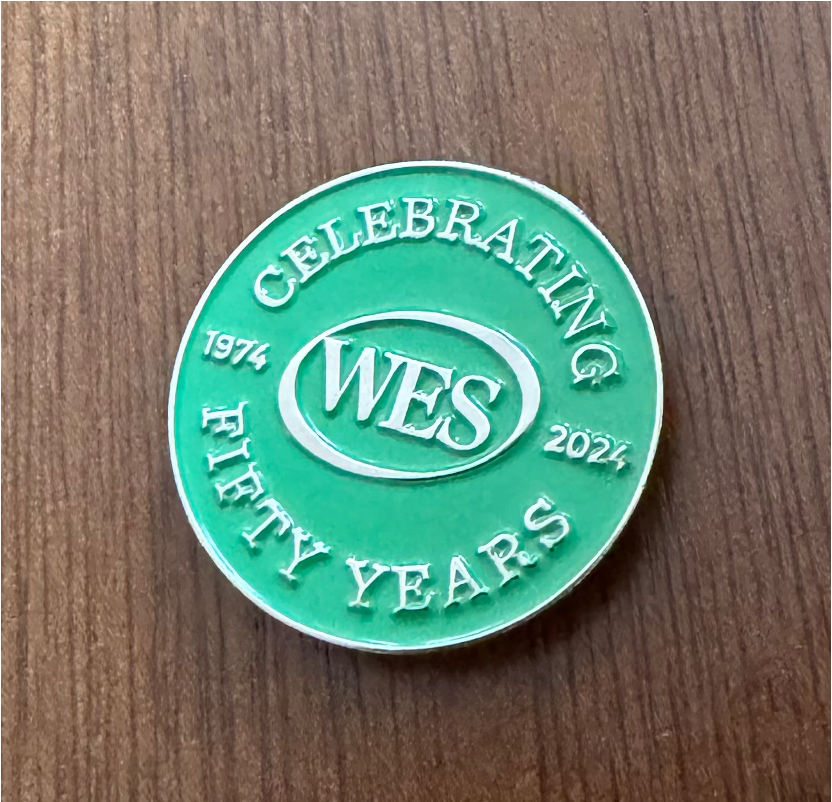 CELEBRATING
1974
WES
2024
FIFTY YEARS